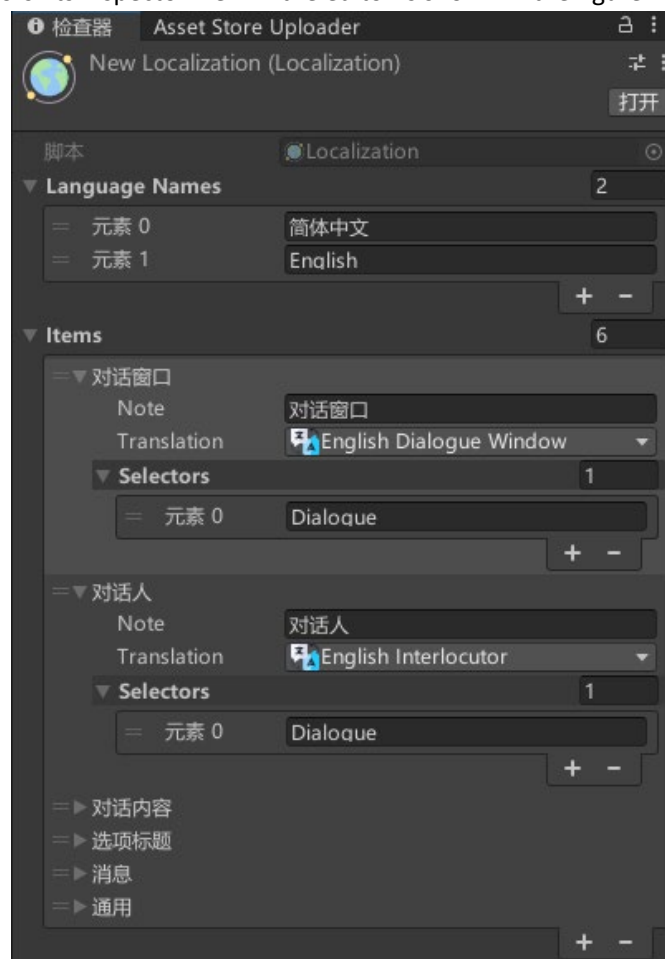 检查器 Asset Store Uploader
New Localization (Localization)
打开
脚本 Localization
Language Names 2
元素 0 简体中文
元素 1 English
+ -
Items 6
对话窗口
Note 对话窗口
Translation English Dialogue Window
Selectors 1
元素 0 Dialogue
+ -
对话人
Note 对话人
Translation English Interlocutor
Selectors 1
元素 0 Dialogue
+ -
对话内容
选项标题
消息
通用
+ -